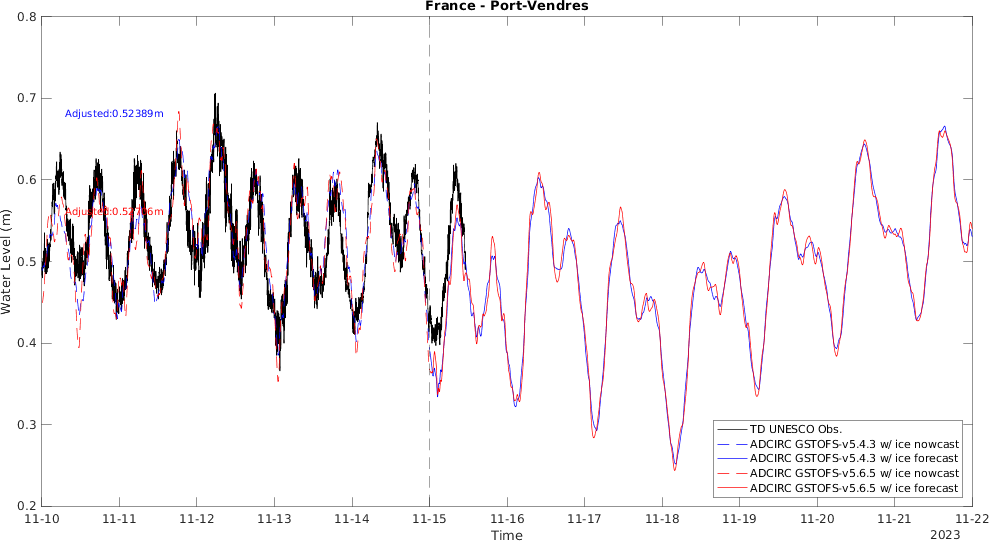 France - Port-Vendres
Water Level (m)
0.8
0.7
0.6
0.5
0.4
0.3
0.2
Adjusted:0.52389m
TD UNESCO Obs.
ADCIRC GSTOFS-v5.4.3 w/ ice nowcast
ADCIRC GSTOFS-v5.4.3 w/ ice forecast
ADCIRC GSTOFS-v5.6.5 w/ ice nowcast
ADCIRC GSTOFS-v5.6.5 w/ ice forecast
11-10 11-11 11-12 11-13 11-14 11-15 11-16 11-17 11-18 11-19 11-20 11-21 11-22
Time
2023